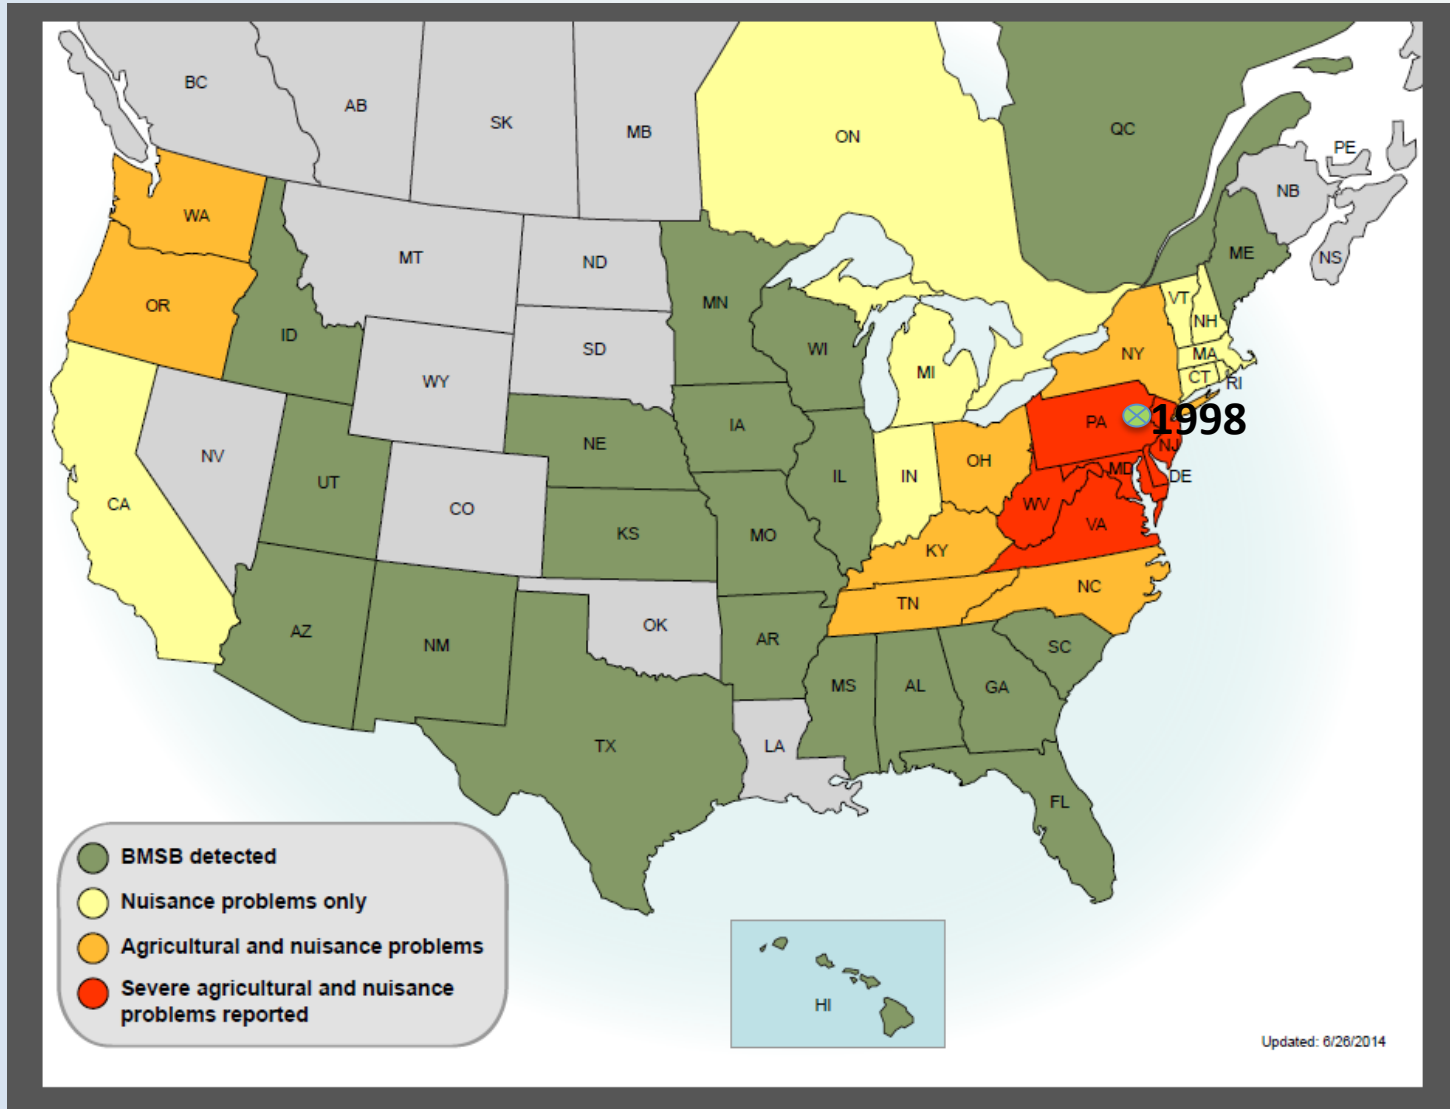 BC
AB
SK
MB
ON
QC
PE
NB
NS
WA
MT
ND
ME
OR
ID
MN
VT
NH
WI
SD
NY
MA
WY
MI
CT
RI
IA
PA
1998
NE
NV
OH
NJ
UT
IL
IN
MD
DE
CA
CO
WV
KS
MO
VA
KY
NC
TN
AZ
OK
NM
AR
SC
MS
AL
GA
TX
LA
FL
BMSB detected
Nuisance problems only
Agricultural and nuisance problems
Severe agricultural and nuisance
problems reported
HI
Updated: 6/26/2014